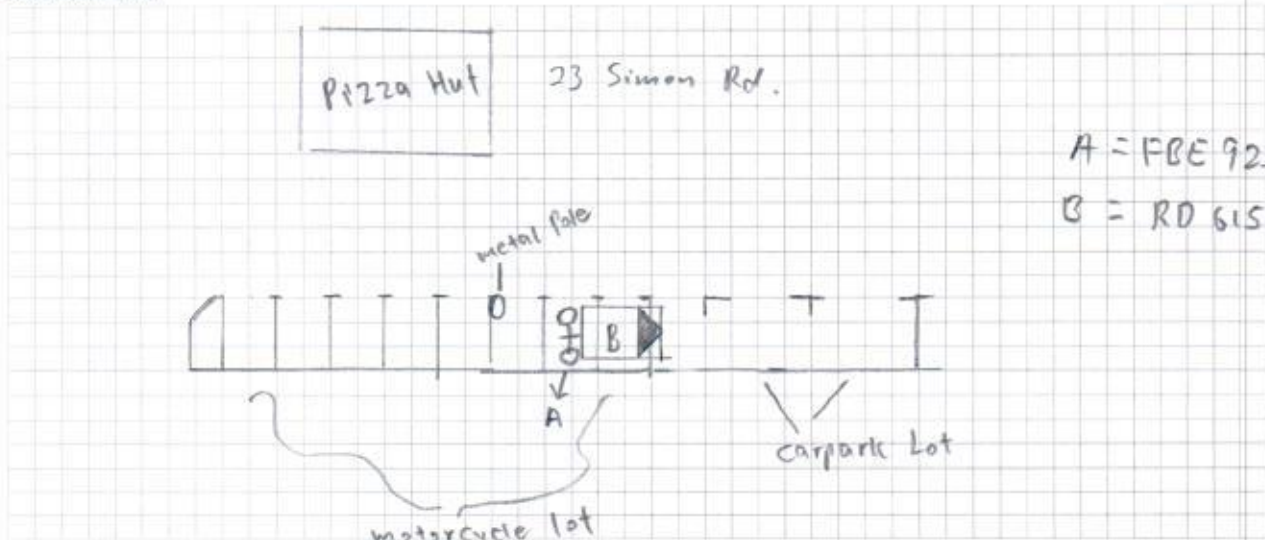 Pizza Hut
23 Simon Rd.
A = FBE 92
B = RD 615
metal Pole
B
A
carpark Lot
motorcycle lot